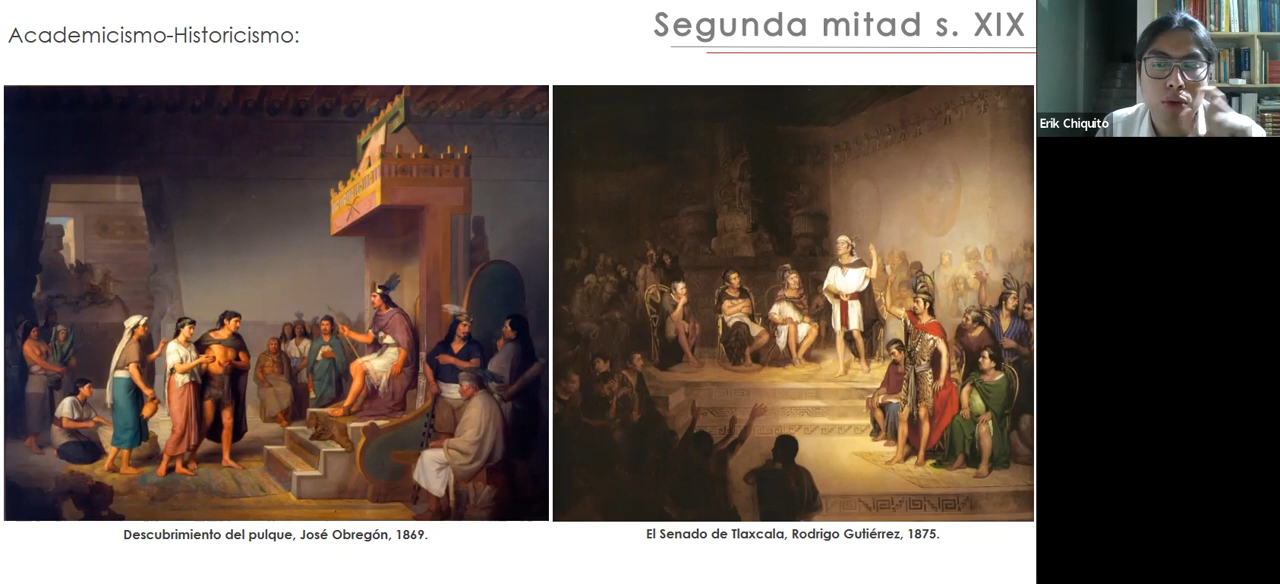 Academicismo-Historicismo:
Segunda mitad s. XIX
Erik Chiquito
Descubrimiento del pulque, José Obregón, 1869.
El Senado de Tlaxcala, Rodrigo Gutiérrez, 1875.